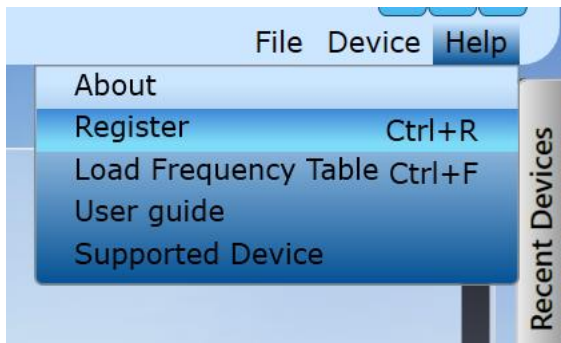 File Device Help
About
Register Ctrl+R
Load Frequency Table Ctrl+F
User guide
Supported Device
Recent Devices